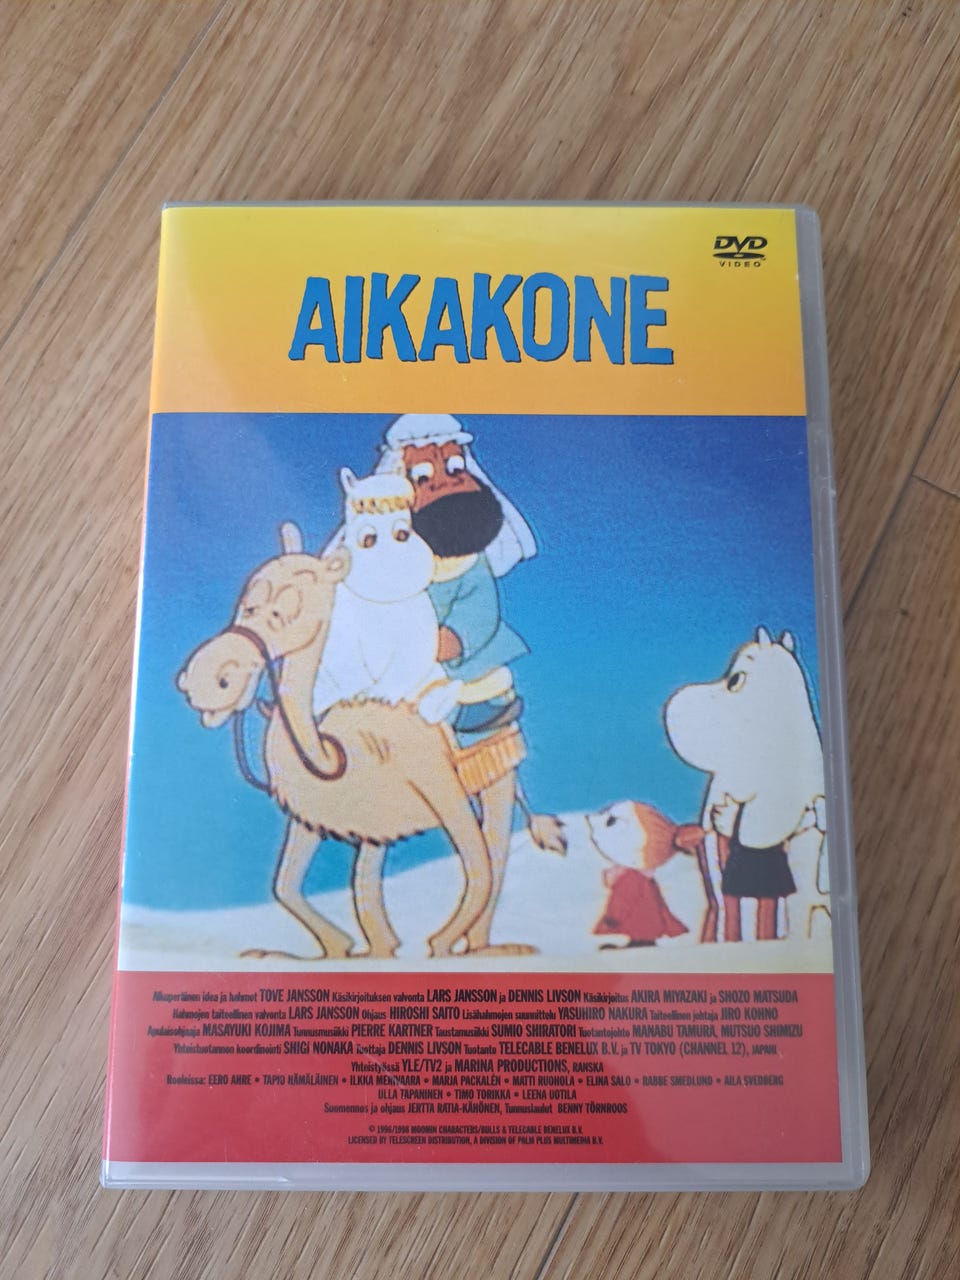 DVD
VIDEO
AIKAKONE
Alkuperäinen idea ja hahmot TOVE JANSSON Käsikirjoituksen valvonta LARS JANSSON ja DENNIS LIVSON Käsikirjoitus AKIRA MIYAZAKI ja SHOZO MATSUDA
Hahmojen taiteellinen valvonta LARS JANSSON Ohjaus HIROSHI SAITO Lisähahmojen suunnittelu YASUHIRO NAKURA Taiteellinen johtaja JIRO KOHNO
Apulaisohjaaja MASAYUKI KOJIMA Tunnusmusiikki PIERRE KARTNER Taustamusiikki SUMIO SHIRATORI Tuotantojohto MANABU TAMURA, MUTSUO SHIMIZU
Yhteistuotannon koordinointi SHIGI NONAKA Tuottaja DENNIS LIVSON Tuotanto TELECABLE BENELUX B.V. ja TV TOKYO (CHANNEL 12), JAPANI
Yhteistyössä YLE/TV2 ja MARINA PRODUCTIONS, RANSKA
Rooleissa: EERO AHRE • TAPIO HÄMÄLÄINEN • ILKKA MERIVAARA • MARJA PACKALÉN • MATTI RUOHOLA • ELINA SALO • RABBE SMEDLUND • AILA SVEDBERG
ULLA TAPANINEN • TIMO TORIKKA • LEENA UOTILA
Suomennos ja ohjaus JERTTA RATIA-KÄHÖNEN, Tunnuslaulut BENNY TÖRNROOS
© 1996/1998 MOOMIN CHARACTERS/BULLS & TELECABLE BENELUX B.V.
LICENSED BY TELESCREEN DISTRIBUTION, A DIVISION OF PALM PLUS MULTIMEDIA B.V.